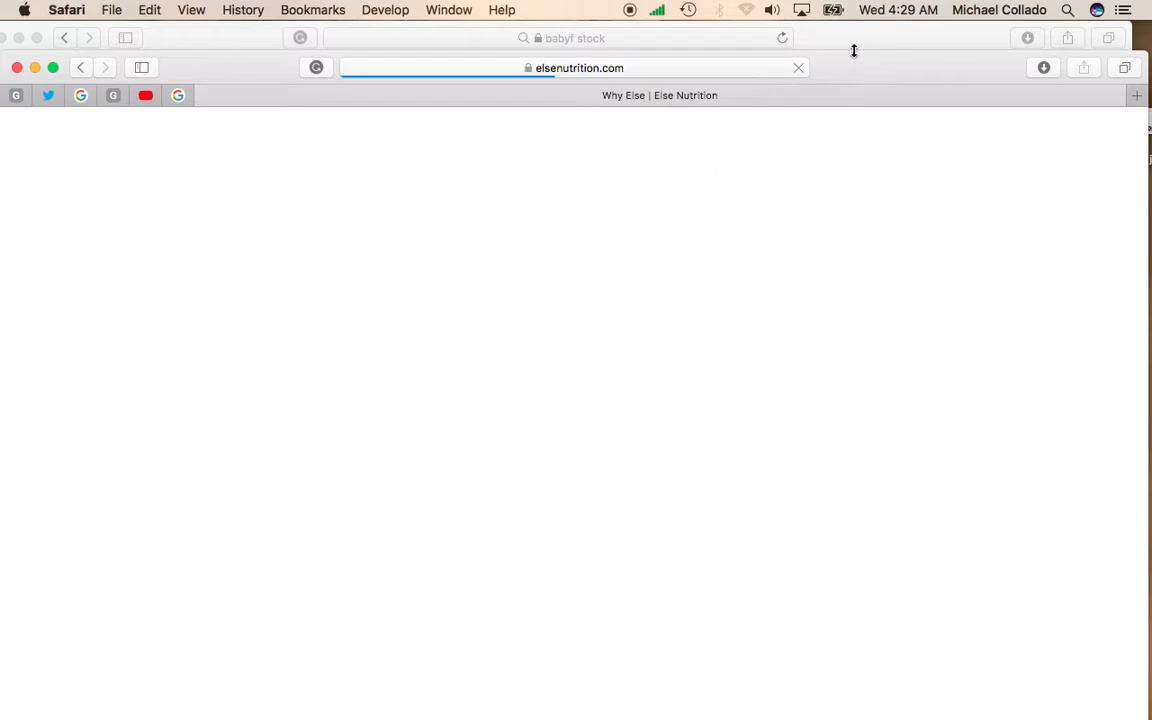 Safari File Edit View History Bookmarks Develop Window Help Wed 4:29 AM Michael Collado
babyf stock
elsenutrition.com
G G Why Else | Else Nutrition